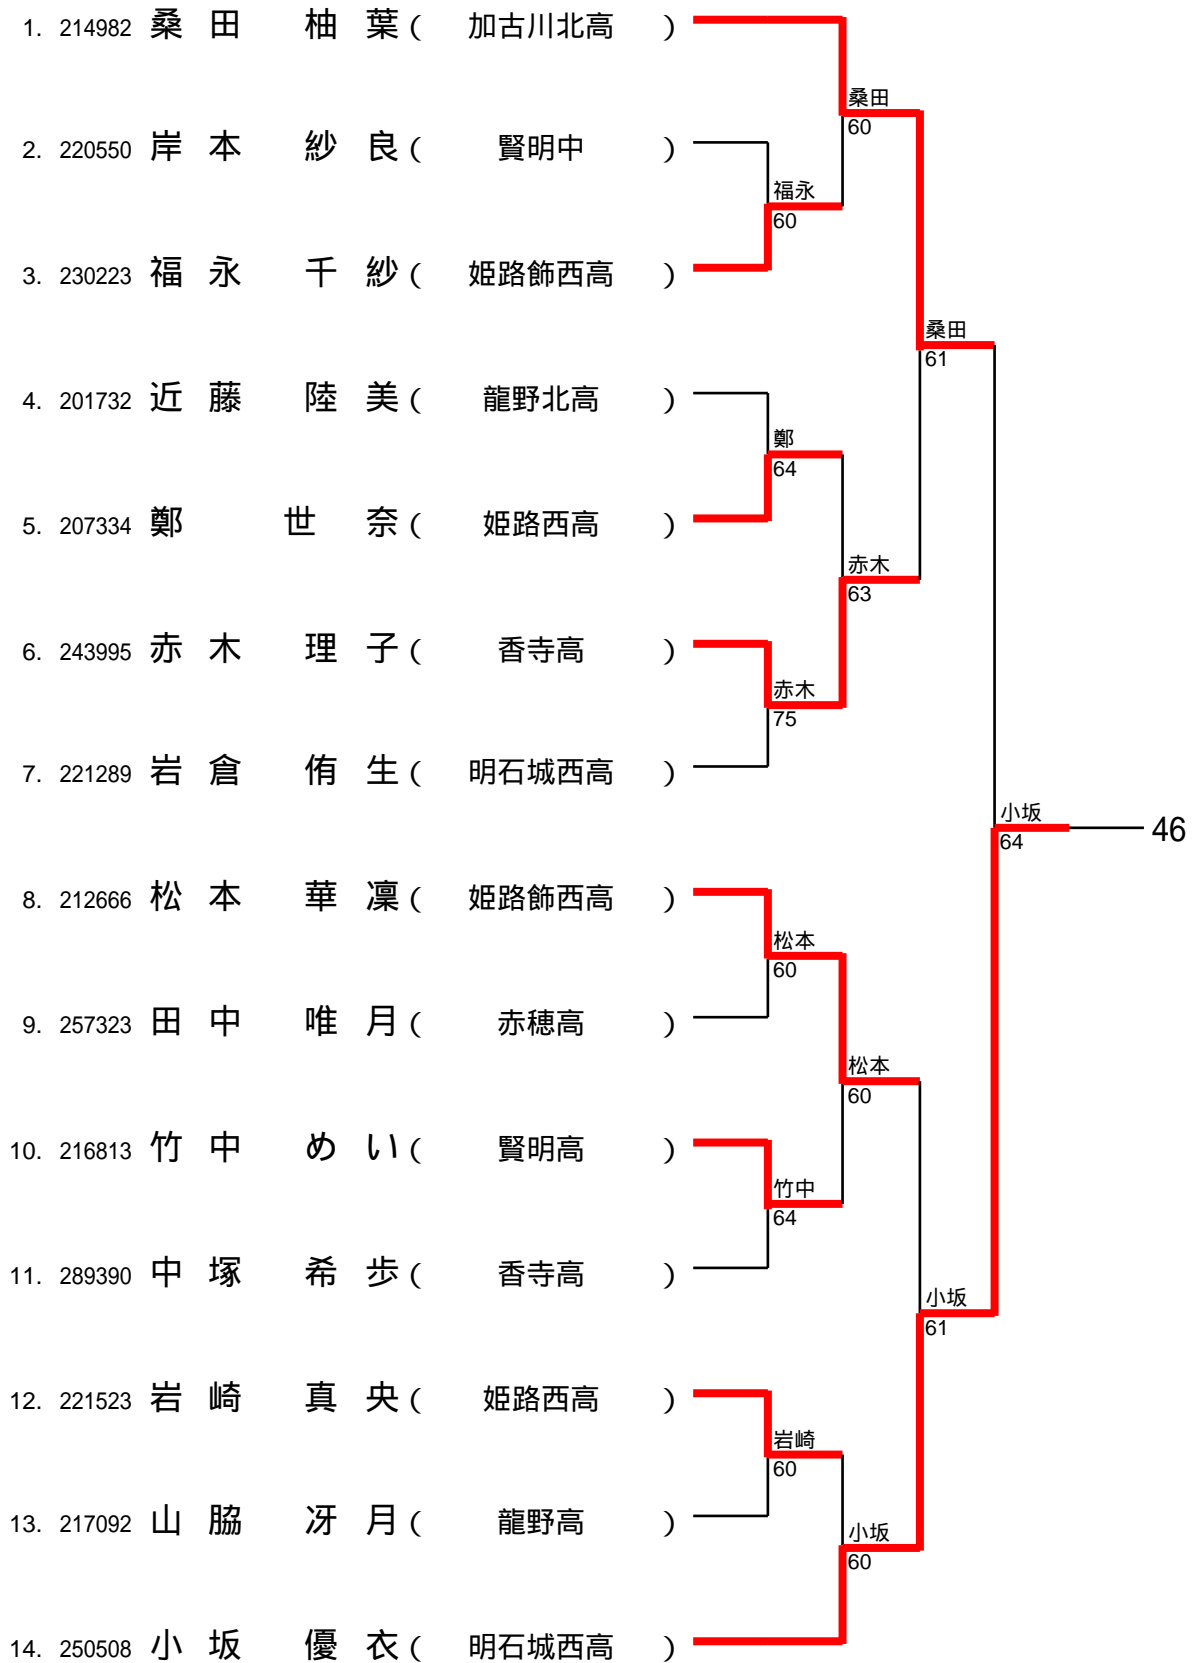 1. 214982 桑田 柚葉 ( 加古川北高 )
桑田
60
2. 220550 岸本 紗良 ( 賢明中 )
福永
60
3. 230223 福永 千紗 ( 姫路飾西高 )
桑田
61
4. 201732 近藤 陸美 ( 龍野北高 )
鄭
64
5. 207334 鄭 世奈 ( 姫路西高 )
赤木
63
6. 243995 赤木 理子 ( 香寺高 )
赤木
75
7. 221289 岩倉 侑生 ( 明石城西高 )
小坂
64
46
8. 212666 松本 華凜 ( 姫路飾西高 )
松本
60
9. 257323 田中 唯月 ( 赤穂高 )
松本
60
10. 216813 竹中 めい ( 賢明高 )
竹中
64
11. 289390 中塚 希歩 ( 香寺高 )
小坂
61
12. 221523 岩崎 真央 ( 姫路西高 )
岩崎
60
13. 217092 山脇 冴月 ( 龍野高 )
小坂
60
14. 250508 小坂 優衣 ( 明石城西高 )